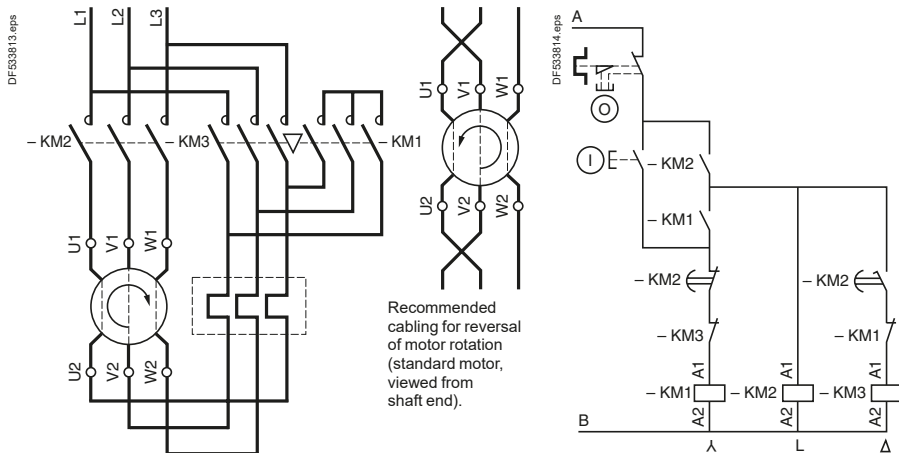 DF533813.eps
L1
L2
L3
– KM2
– KM3
– KM1
U1
V1
W1
U2
V2
W2
U1
V1
W1
U2
V2
W2
Recommended
cabling for reversal
of motor rotation
(standard motor,
viewed from
shaft end).
DF533814.eps
A
O
I
– KM2
– KM1
– KM2
– KM2
– KM3
– KM1
A1
A1
A1
– KM1
– KM2
– KM3
A2
A2
A2
B
L
Δ